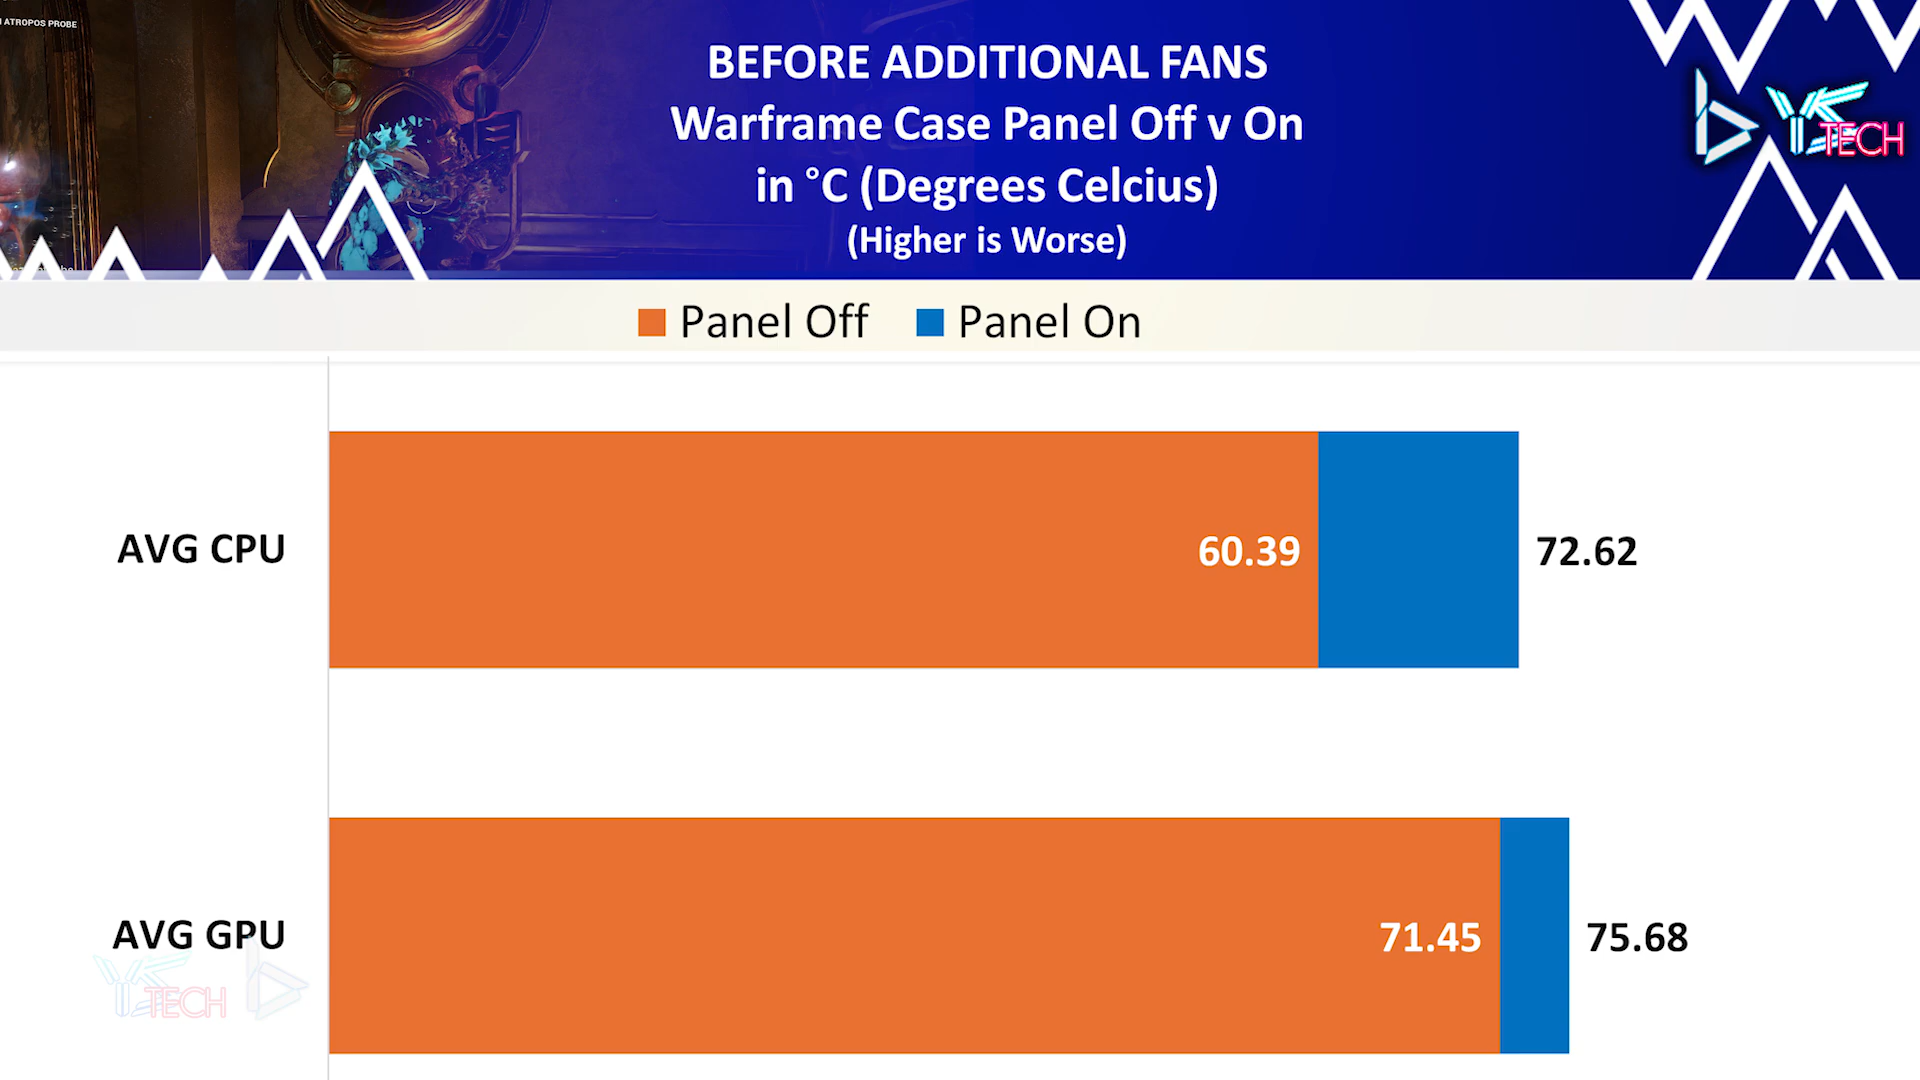 ATROPOS PROBE
BEFORE ADDITIONAL FANS
Warframe Case Panel Off v On
in °C (Degrees Celcius)
(Higher is Worse)
TECH
Panel Off Panel On
AVG CPU 60.39 72.62
AVG GPU 71.45 75.68
TECH